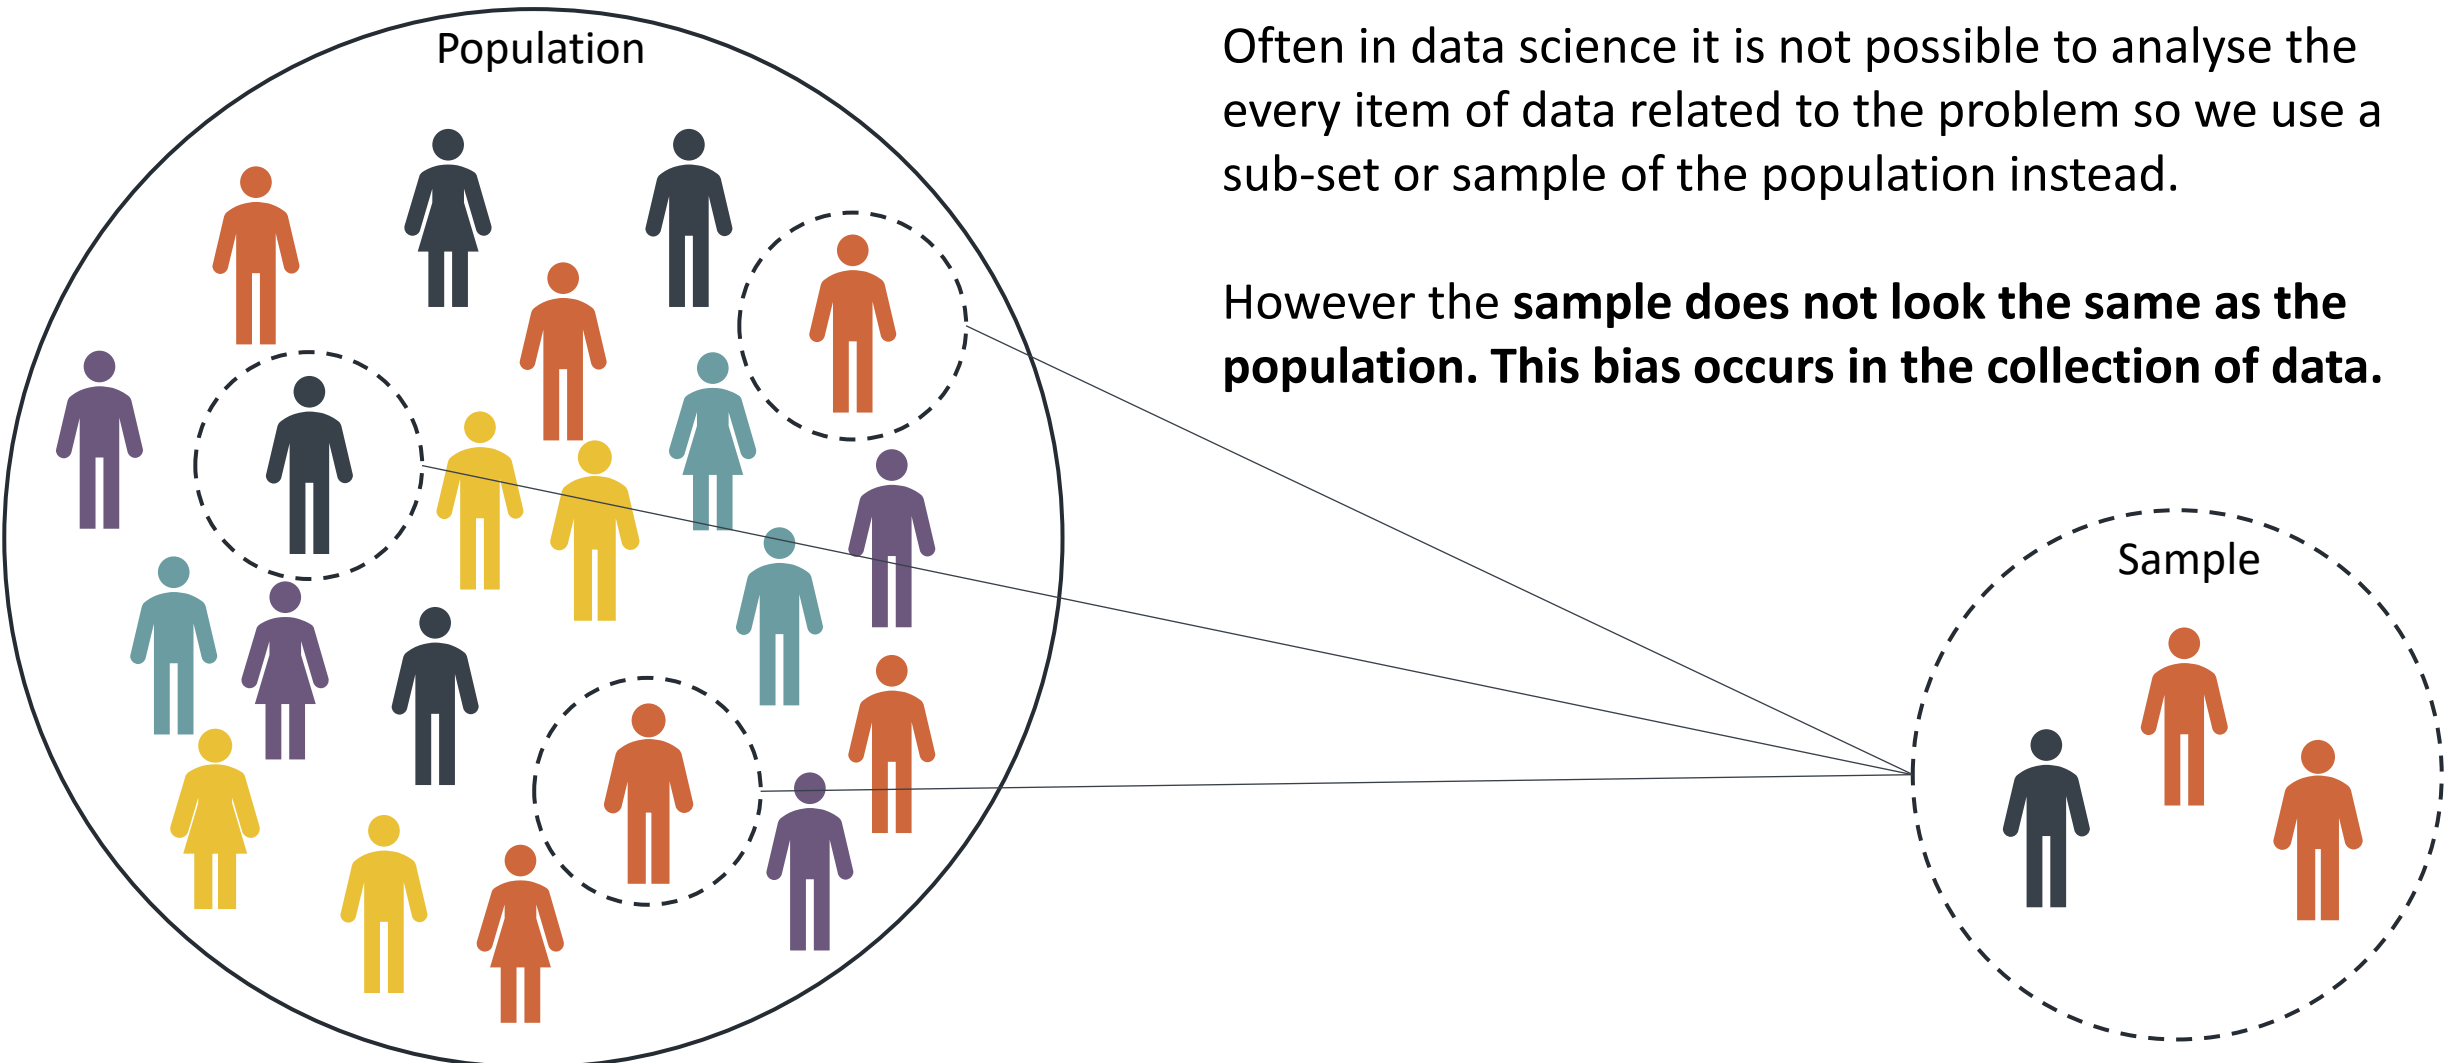 Population
Often in data science it is not possible to analyse the
every item of data related to the problem so we use a
sub-set or sample of the population instead.
However the sample does not look the same as the
population. This bias occurs in the collection of data.
Sample